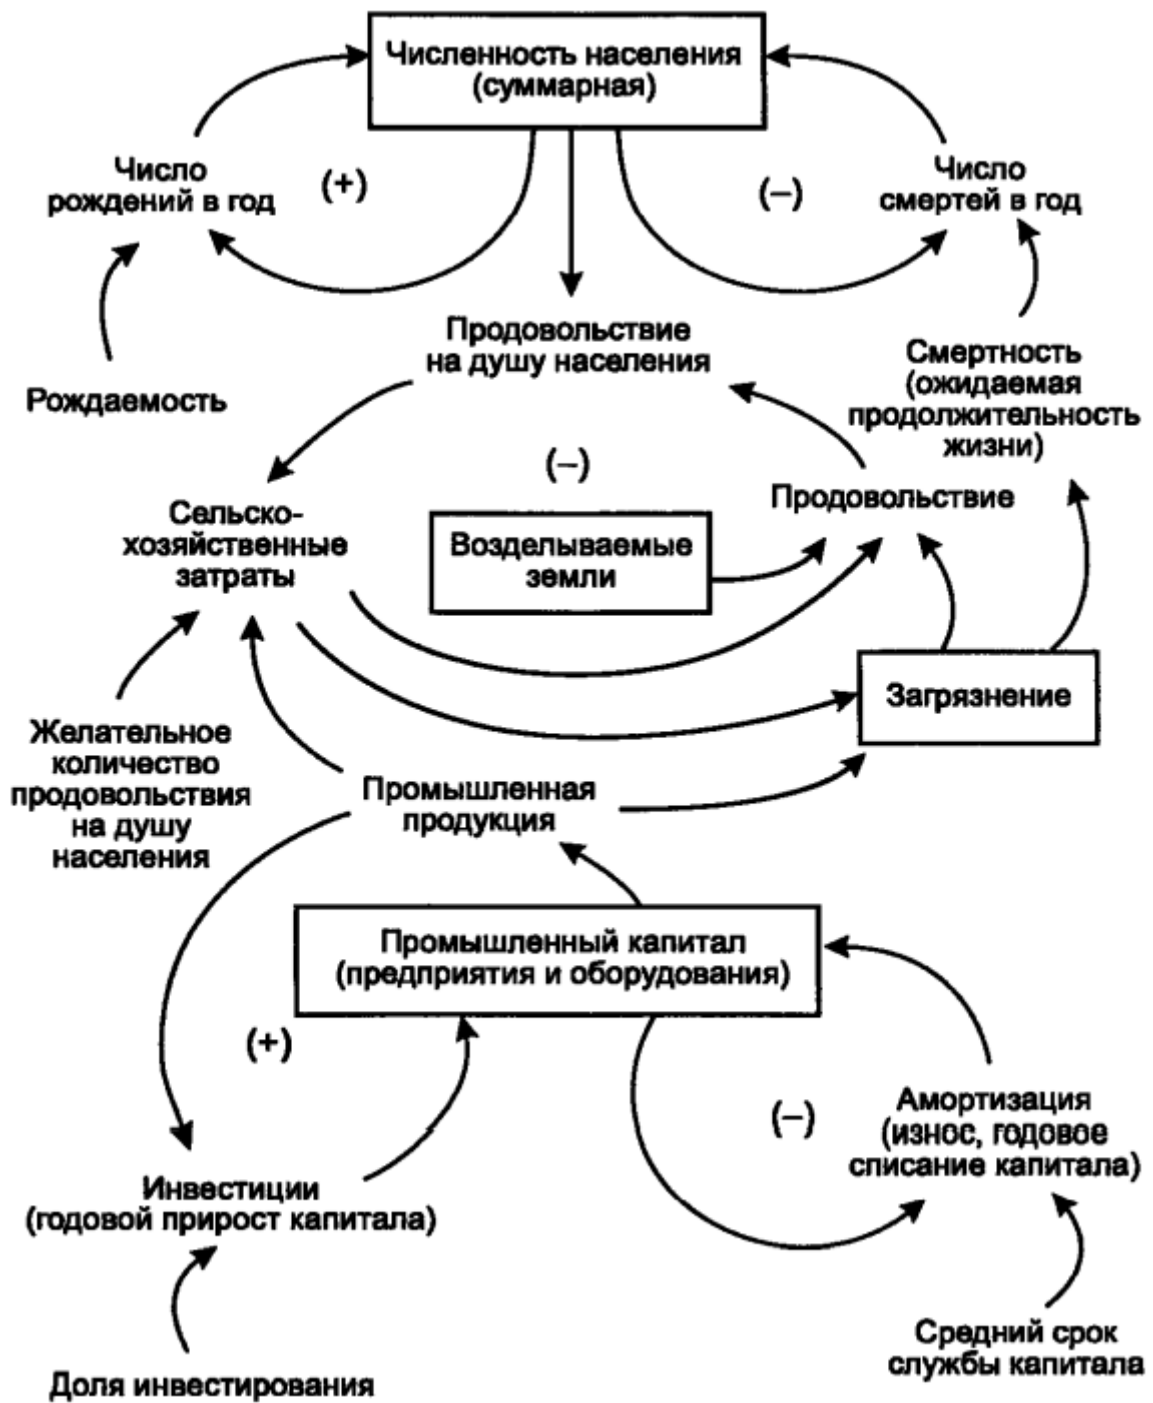 Численность населения
(суммарная)
Число
рождений в год
(+)
(–)
Число
смертей в год
Продовольствие
на душу населения
Смертность
(ожидаемая
продолжительность
жизни)
Рождаемость
(–)
Продовольствие
Сельско-
хозяйственные
затраты
Возделываемые
земли
Загрязнение
Желательное
количество
продовольствия
на душу
населения
Промышленная
продукция
Промышленный капитал
(предприятия и оборудования)
(+)
(–)
Амортизация
(износ, годовое
списание капитала)
Инвестиции
(годовой прирост капитала)
Средний срок
службы капитала
Доля инвестирования